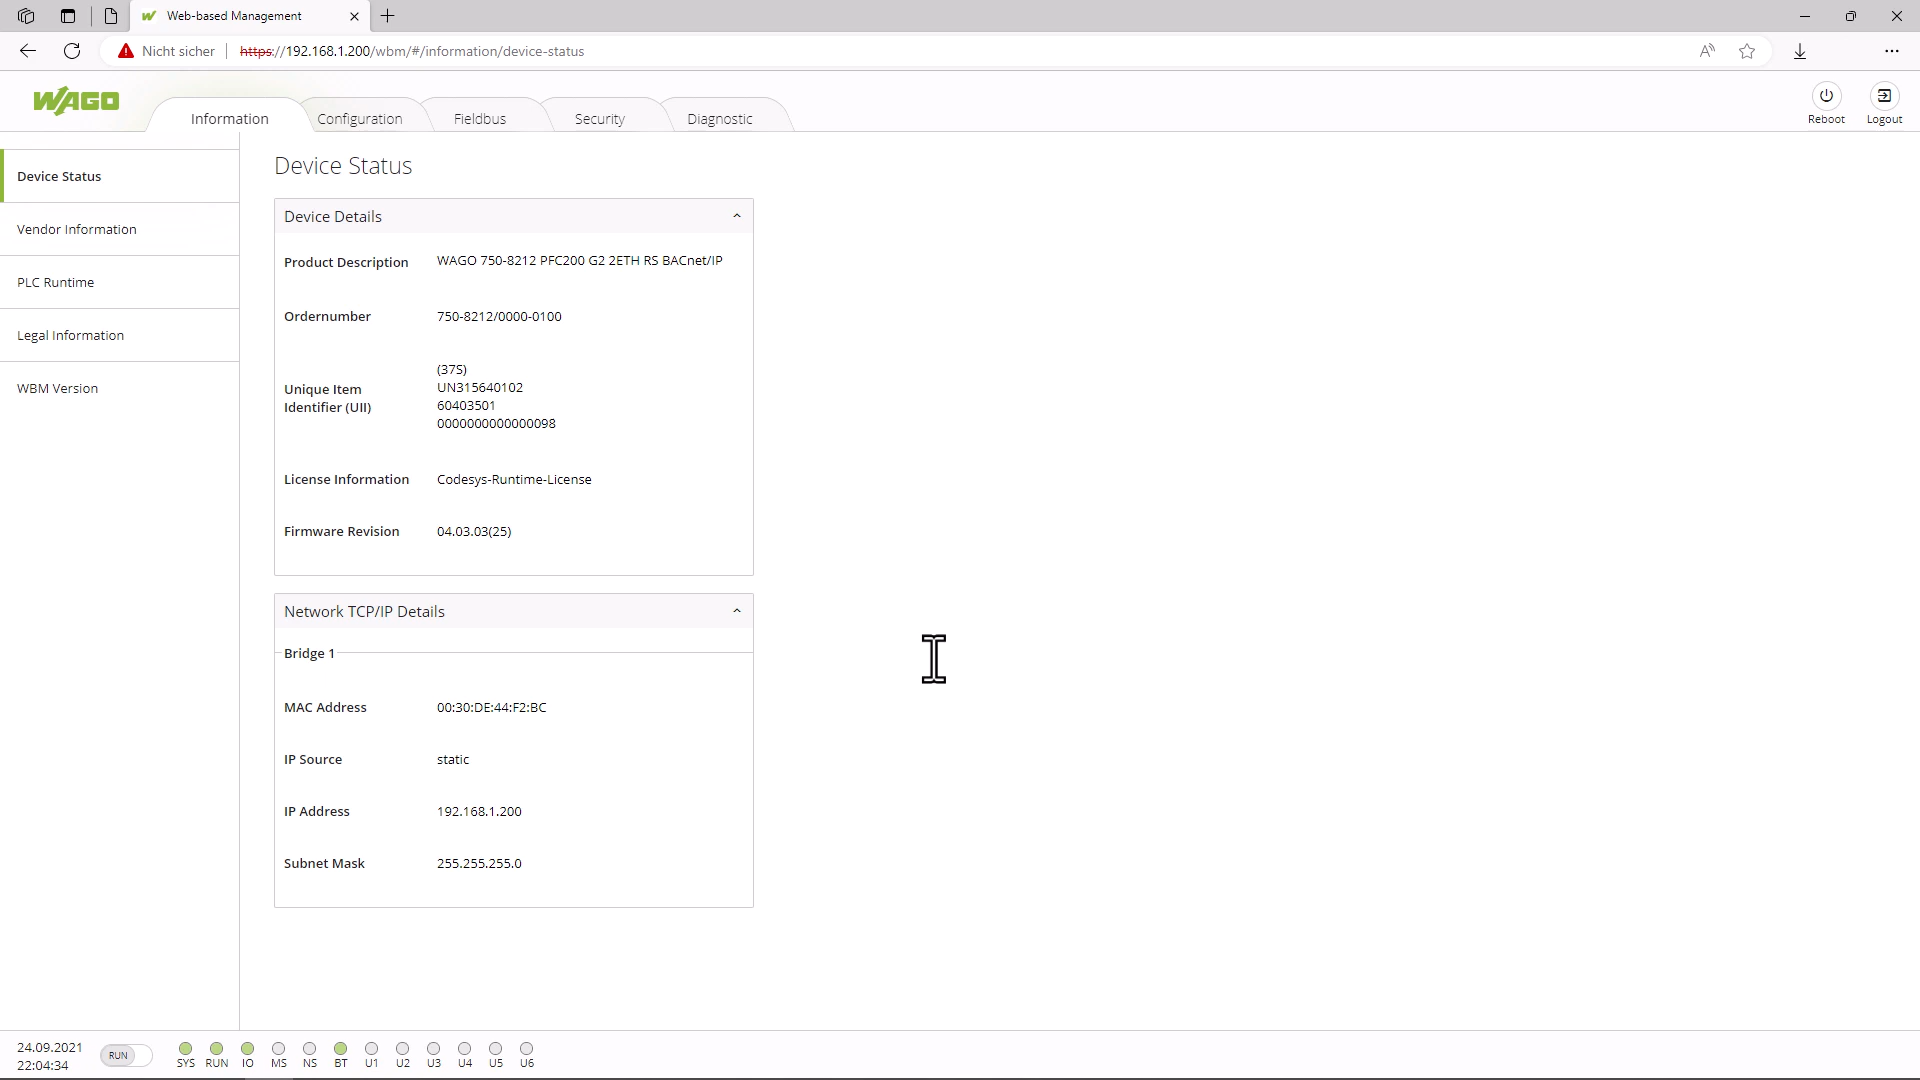 Web-based Management
Nicht sicher
https://192.168.1.200/wbm/#/information/device-status
WAGO
Information
Configuration
Fieldbus
Security
Diagnostic
Reboot
Logout
Device Status
Vendor Information
PLC Runtime
Legal Information
WBM Version
Device Status
Device Details
Product Description WAGO 750-8212 PFC200 G2 2ETH RS BACnet/IP
Ordernumber 750-8212/0000-0100
Unique Item
Identifier (UII)
(37S)
UN315640102
60403501
0000000000000098
License Information Codesys-Runtime-License
Firmware Revision 04.03.03(25)
Network TCP/IP Details
Bridge 1
MAC Address 00:30:DE:44:F2:BC
IP Source static
IP Address 192.168.1.200
Subnet Mask 255.255.255.0
24.09.2021
22:04:34
RUN
SYS RUN IO MS NS BT U1 U2 U3 U4 U5 U6